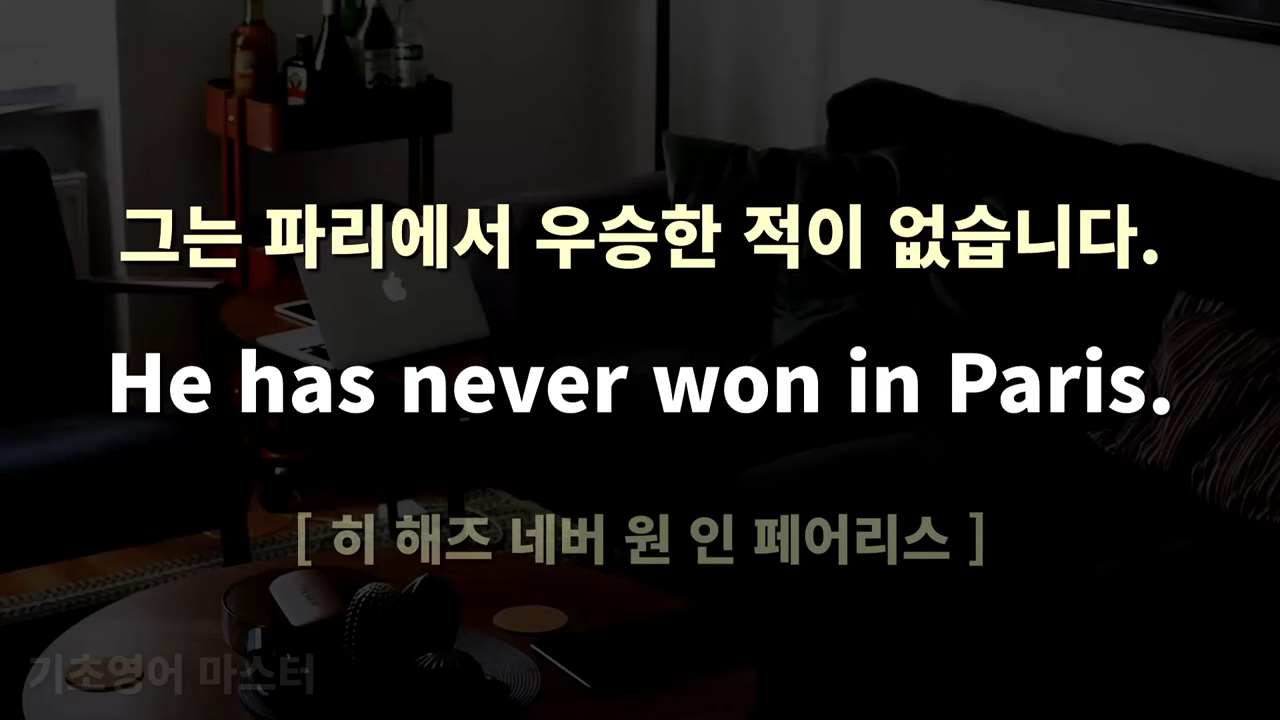 그는 파리에서 우승한 적이 없습니다.
He has never won in Paris.
[ 히 해즈 네버 원 인 페어리스 ]
기초영어 마스터